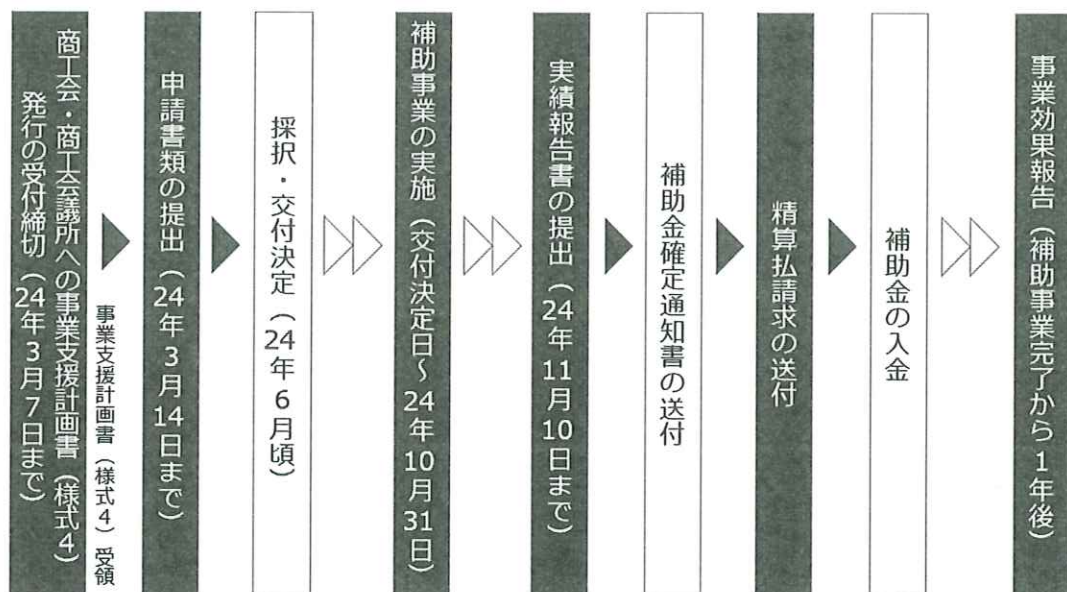 商工会・商工会議所への事業支援計画書（様式4）
発行の受付締切（24年3月7日まで）
事業支援計画書（様式4）受領
申請書類の提出（24年3月14日まで）
採択・交付決定（24年6月頃）
補助事業の実施（交付決定日～24年10月31日）
実績報告書の提出（24年11月10日まで）
補助金確定通知書の送付
精算払請求の送付
補助金の入金
事業効果報告（補助事業完了から1年後）